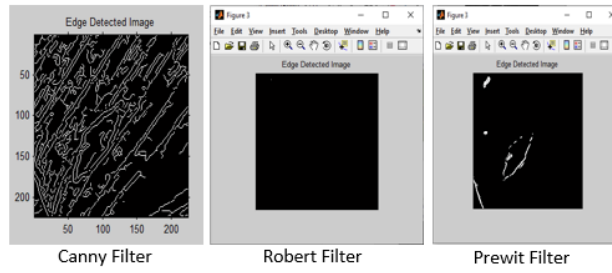 Edge Detected Image
50
100
150
200
50 100 150 200
Canny Filter
Figure 3
File Edit View Insert Tools Desktop Window Help
Edge Detected Image
Robert Filter
Figure 3
File Edit View Insert Tools Desktop Window Help
Edge Detected Image
Prewit Filter